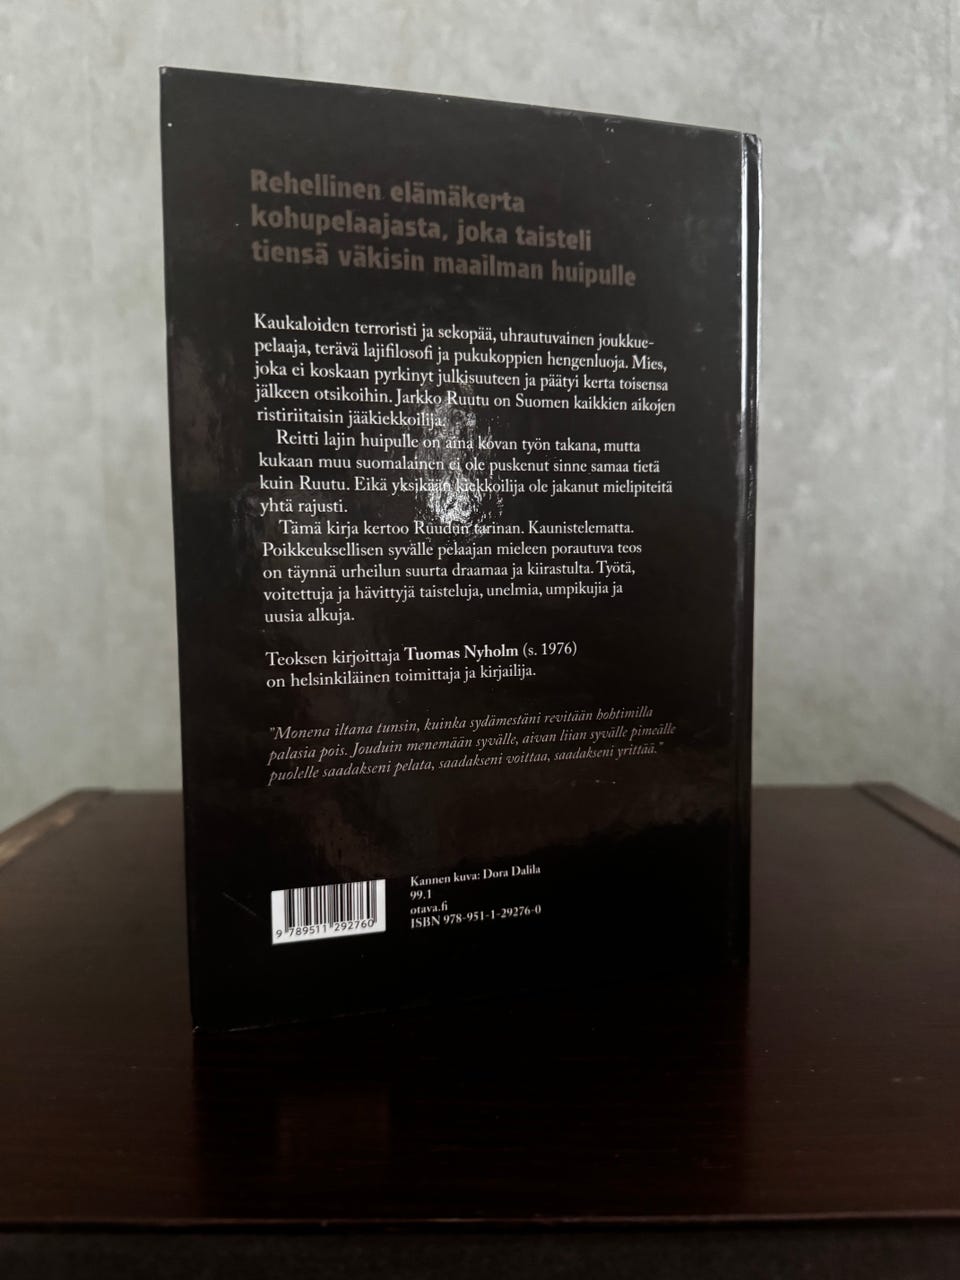 Rehellinen elämäkerta
kohupelaajasta, joka taisteli
tiensä väkisin maailman huipulle
Kaukaloiden terroristi ja sekopää, uhrautuvainen joukkue-
pelaaja, terävä lajifilosofi ja pukukoppien hengenluoja. Mies,
joka ei koskaan pyrkinyt julkisuuteen ja päätyi kerta toisensa
jälkeen otsikoihin. Jarkko Ruutu on Suomen kaikkien aikojen
ristiriitaisin jääkiekkoilija.
Reitti lajin huipulle on aina kovan työn takana, mutta
kukaan muu suomalainen ei ole puskenut sinne samaa tietä
kuin Ruutu. Eikä yksikään kiekkoilija ole jakanut mielipiteitä
yhtä rajusti.
Tämä kirja kertoo Ruudun tarinan. Kaunistelematta.
Poikkeuksellisen syvälle pelaajan mieleen porautuva teos
on täynnä urheilun suurta draamaa ja kiirastulta. Työtä,
voitettuja ja hävittyjä taisteluja, unelmia, umpikujia ja
uusia alkuja.
Teoksen kirjoittaja Tuomas Nyholm (s. 1976)
on helsinkiläinen toimittaja ja kirjailija.
"Monena iltana tunsin, kuinka sydämestäni revitään hohtimilla
palasia pois. Jouduin menemään syvälle, aivan liian syvälle pimeälle
puolelle saadakseni pelata, saadakseni voittaa, saadakseni yrittää."
Kannen kuva: Dora Dalila
99.1
otava.fi
ISBN 978-951-1-29276-0
9 789511 292760